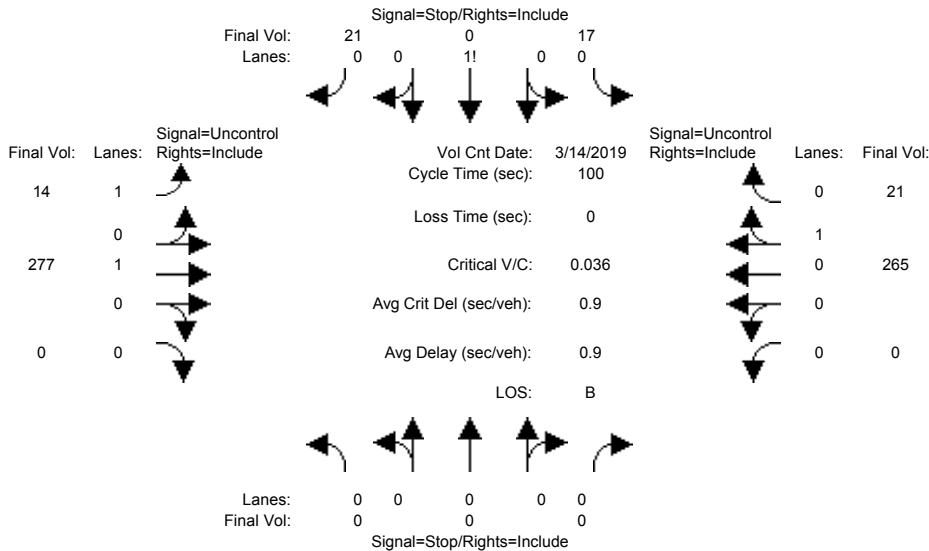 Signal=Stop/Rights=Include
Final Vol: 21 0 17
Lanes: 0 0 1! 0 0
Signal=Uncontrol
Final Vol: Lanes: Rights=Include
Vol Cnt Date: 3/14/2019
Signal=Uncontrol
Rights=Include Lanes: Final Vol:
Cycle Time (sec): 100
14 1
0 21
Loss Time (sec): 0
0
1
277 1
Critical V/C: 0.036
0 265
0
Avg Crit Del (sec/veh): 0.9
0
0 0
Avg Delay (sec/veh): 0.9
0 0
LOS: B
Lanes: 0 0 0 0 0
Final Vol: 0 0 0
Signal=Stop/Rights=Include